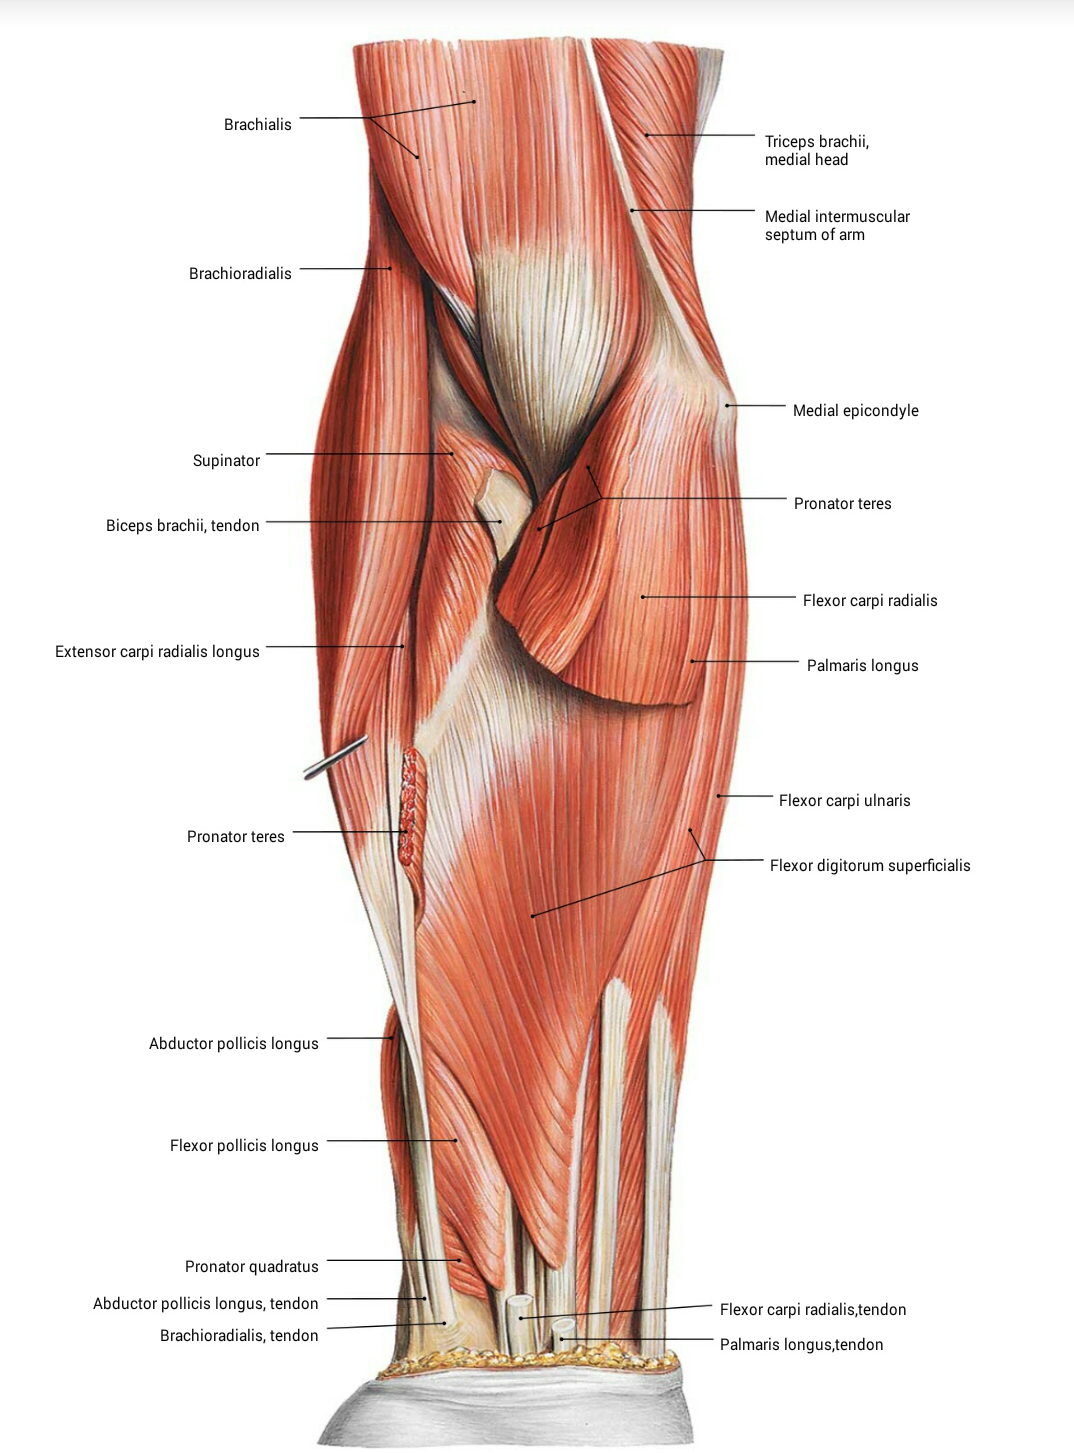 Brachialis
Triceps brachii,
medial head
Medial intermuscular
septum of arm
Brachioradialis
Medial epicondyle
Supinator
Pronator teres
Biceps brachii, tendon
Flexor carpi radialis
Extensor carpi radialis longus
Palmaris longus
Flexor carpi ulnaris
Pronator teres
Flexor digitorum superficialis
Abductor pollicis longus
Flexor pollicis longus
Pronator quadratus
Abductor pollicis longus, tendon
Flexor carpi radialis,tendon
Brachioradialis, tendon
Palmaris longus,tendon